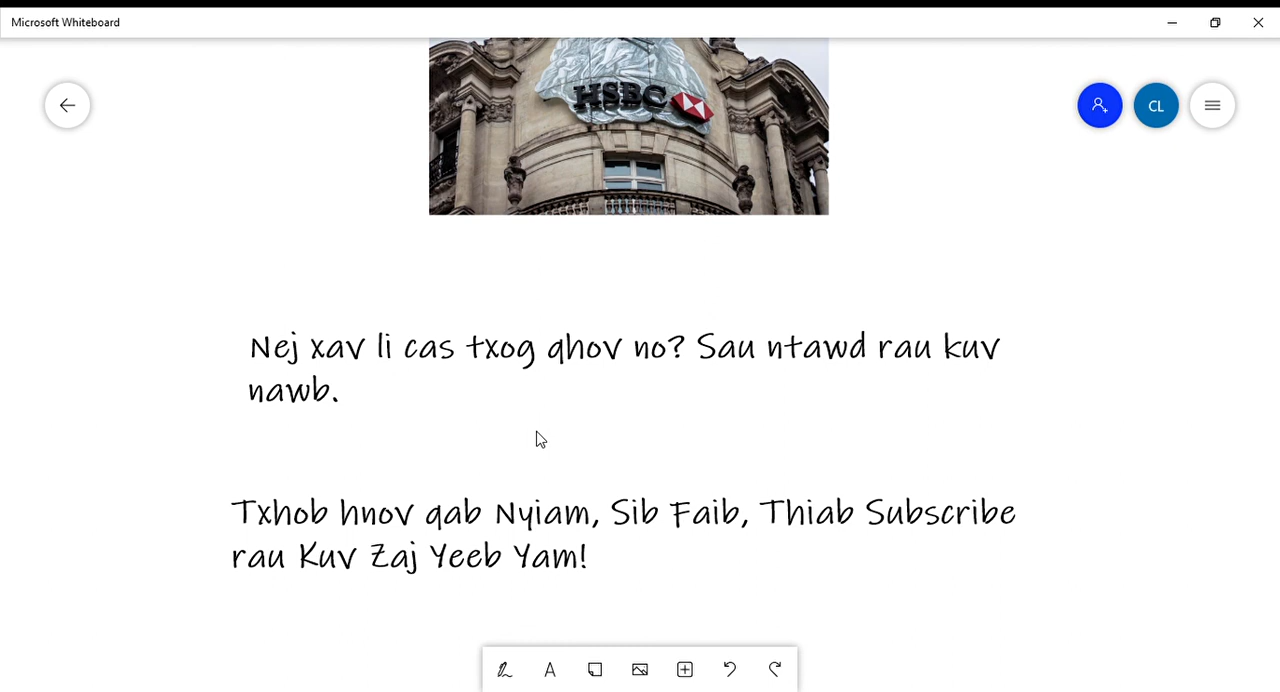 Microsoft Whiteboard
HSBC
CL
Nej xav li cas txog qhov no? Sau ntawd rau kuv
nawb.
Txhob hnov qab Nyiam, Sib Faib, Thiab Subscribe
rau Kuv Zaj Yeeb Yam!
A